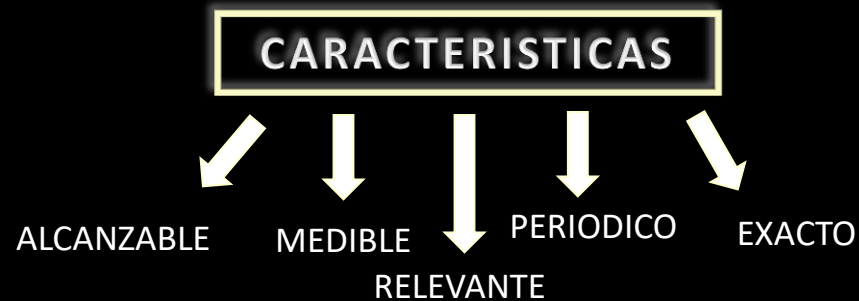 CARACTERISTICAS
ALCANZABLE
MEDIBLE
RELEVANTE
PERIODICO
EXACTO